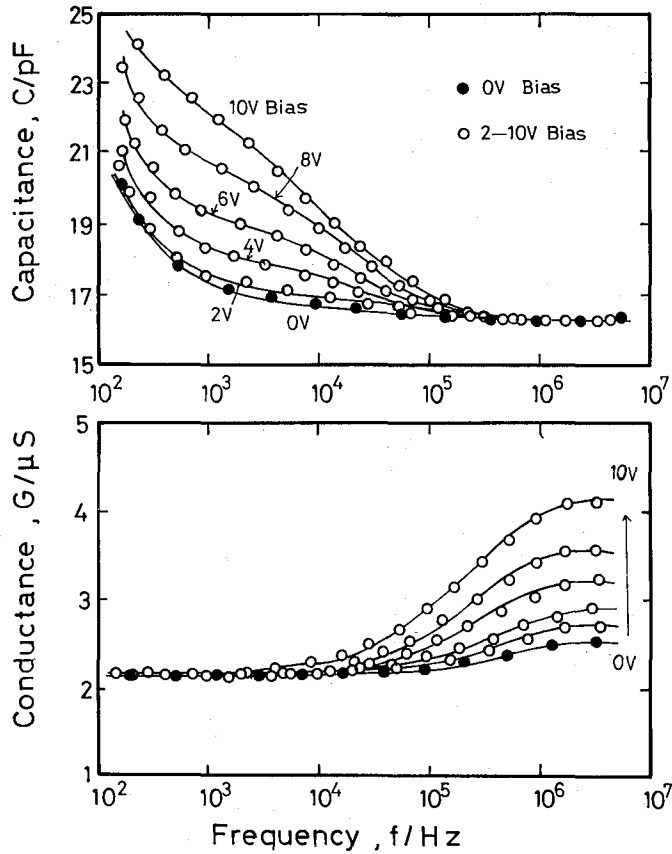 25
23
21
19
17
16
15
Capacitance, C/pF
10V Bias
8V
6V
4V
2V
0V
● 0V Bias
○ 2–10V Bias
10² 10³ 10⁴ 10⁵ 10⁶ 10⁷
5
4
3
2
1
Conductance, G/μS
10V
0V
10² 10³ 10⁴ 10⁵ 10⁶ 10⁷
Frequency, f/Hz